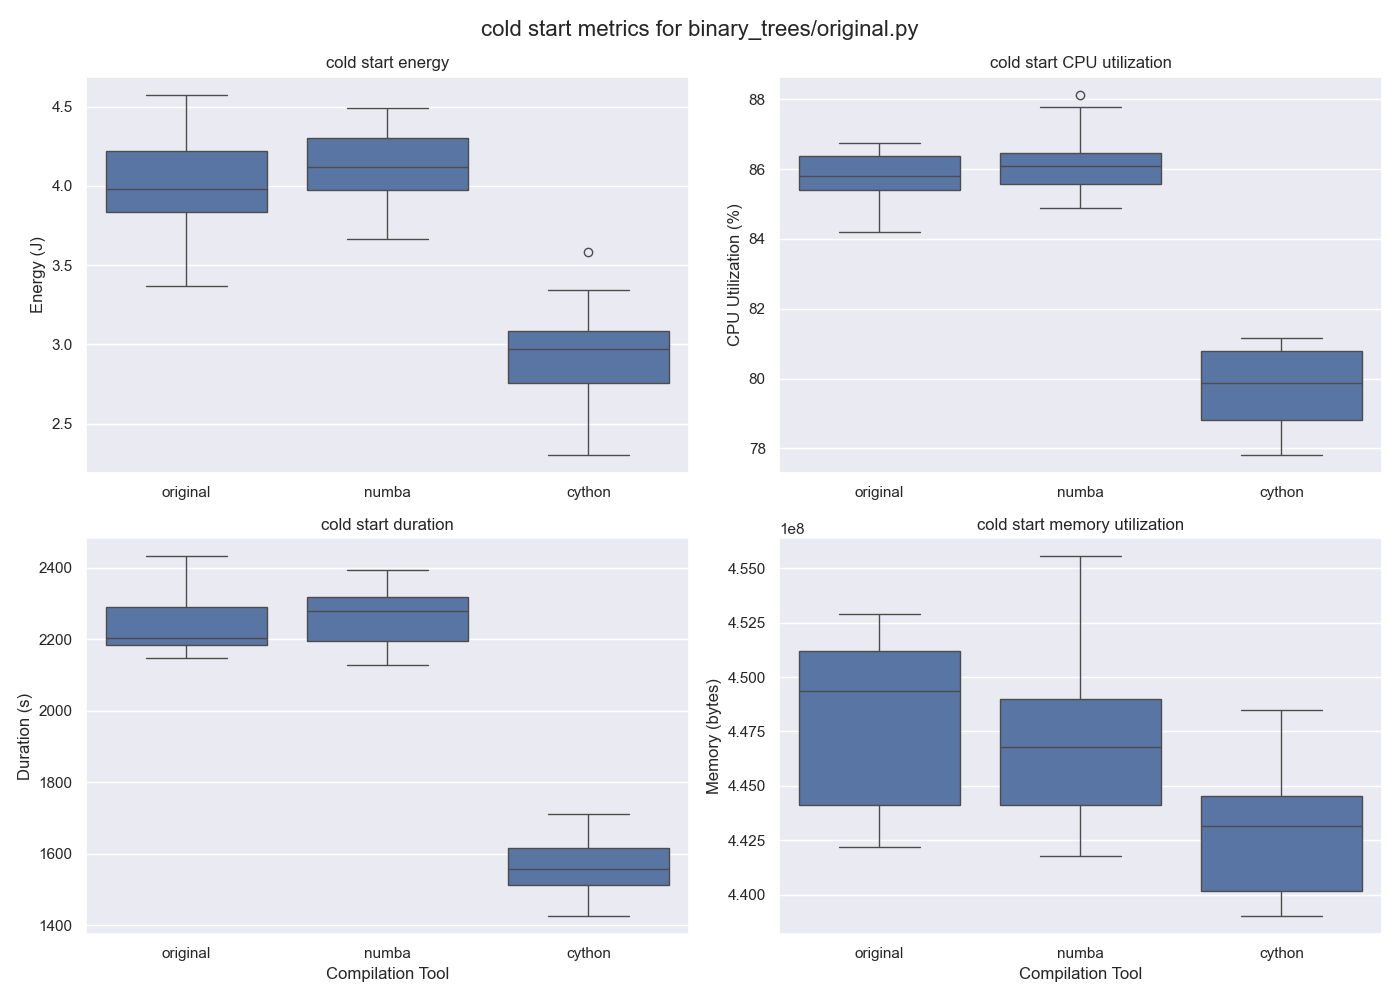 cold start metrics for binary_trees/original.py
cold start energy
Energy (J)
4.5
4.0
3.5
3.0
2.5
original
numba
cython
cold start CPU utilization
CPU Utilization (%)
88
86
84
82
80
78
original
numba
cython
cold start duration
Duration (s)
2400
2200
2000
1800
1600
1400
original
numba
cython
Compilation Tool
cold start memory utilization
1e8
Memory (bytes)
4.550
4.525
4.500
4.475
4.450
4.425
4.400
original
numba
cython
Compilation Tool